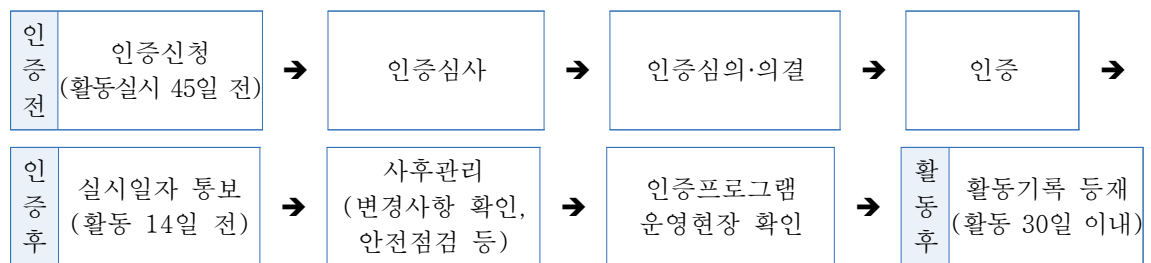 인증전
인증신청
(활동실시 45일 전)
➔
인증심사
➔
인증심의·의결
➔
인증
➔
인증후
실시일자 통보
(활동 14일 전)
➔
사후관리
(변경사항 확인,
안전점검 등)
➔
인증프로그램
운영현장 확인
➔
활동후
활동기록 등재
(활동 30일 이내)